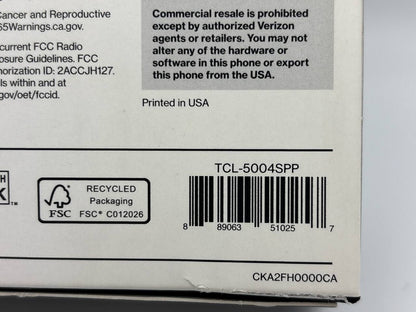 Cancer and Reproductive
65Warnings.ca.gov.
current FCC Radio
osure Guidelines. FCC
horization ID: 2ACCJH127.
ls within and at
gov/oet/fccid.
Commercial resale is prohibited
except by authorized Verizon
agents or retailers. You may not
alter any of the hardware or
software in this phone or export
this phone from the USA.
Printed in USA
TH
K™
FSC
RECYCLED
Packaging
FSC® C012026
TCL-5004SPP
8 89063 51025 7
CKA2FH0000CA